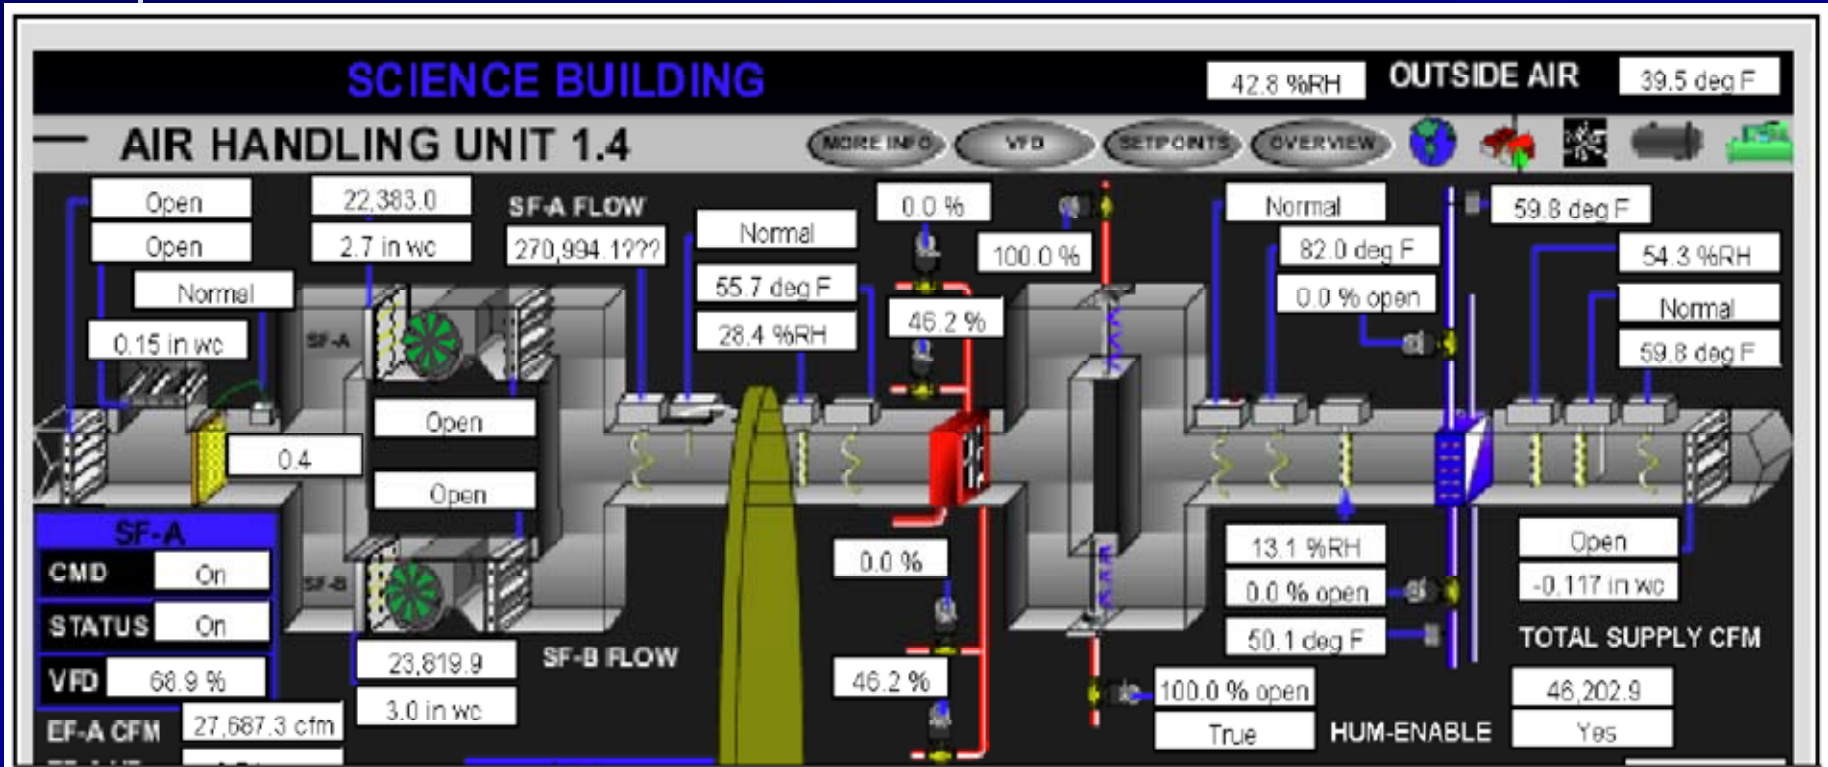 SCIENCE BUILDING
42.8 %RH
OUTSIDE AIR
39.5 deg F
AIR HANDLING UNIT 1.4
MORE INFO
VFD
SETPOINTS
OVERVIEW
Open
22,383.0
SF-A FLOW
0.0 %
Normal
59.8 deg F
Open
2.7 in wc
270,994.1???
Normal
100.0 %
82.0 deg F
54.3 %RH
Normal
55.7 deg F
0.0 % open
Normal
0.15 in wc
SF-A
28.4 %RH
46.2 %
59.8 deg F
Open
0.4
Open
SF-A
CMD On
STATUS On
VFD 68.9 %
SF-B
23,819.9
SF-B FLOW
3.0 in wc
0.0 %
46.2 %
13.1 %RH
0.0 % open
50.1 deg F
Open
-0.117 in wc
TOTAL SUPPLY CFM
46,202.9
100.0 % open
True
HUM-ENABLE
Yes
EF-A CFM 27,687.3 cfm